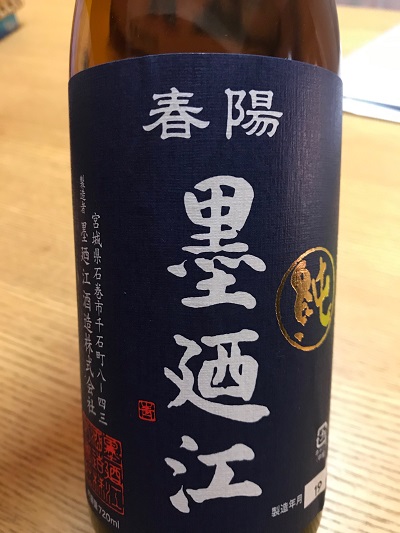 春陽
墨廼江
純
宮城県石巻市千石町八ー四三
製造者 墨廼江酒造株式会社
720ml
製造年月 19